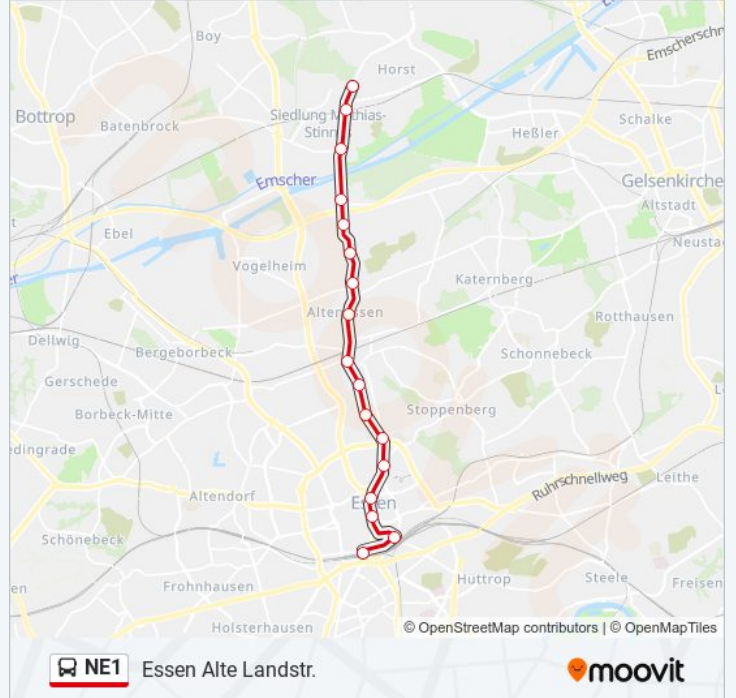 Boy
Horst
Emscherschn
Bottrop
Siedlung Mathias-
Stinn
Batenbrock
Schalke
Heßler
Emscher
Gelsenkirche
Altstadt
Ebel
Neusta
Vogelheim
Katernberg
Altenessen
Rotthausen
Dellwig
Bergeborbeck
Schonnebeck
Gerschede
Borbeck-Mitte
Stoppenberg
edingrade
Ruhrschnellweg
Leithe
Altendorf
Essen
Schönebeck
Huttrop
Steele
Freisen
Frohnhausen
Holsterhausen
© OpenStreetMap contributors | © OpenMapTiles
NE1 Essen Alte Landstr.
moovit